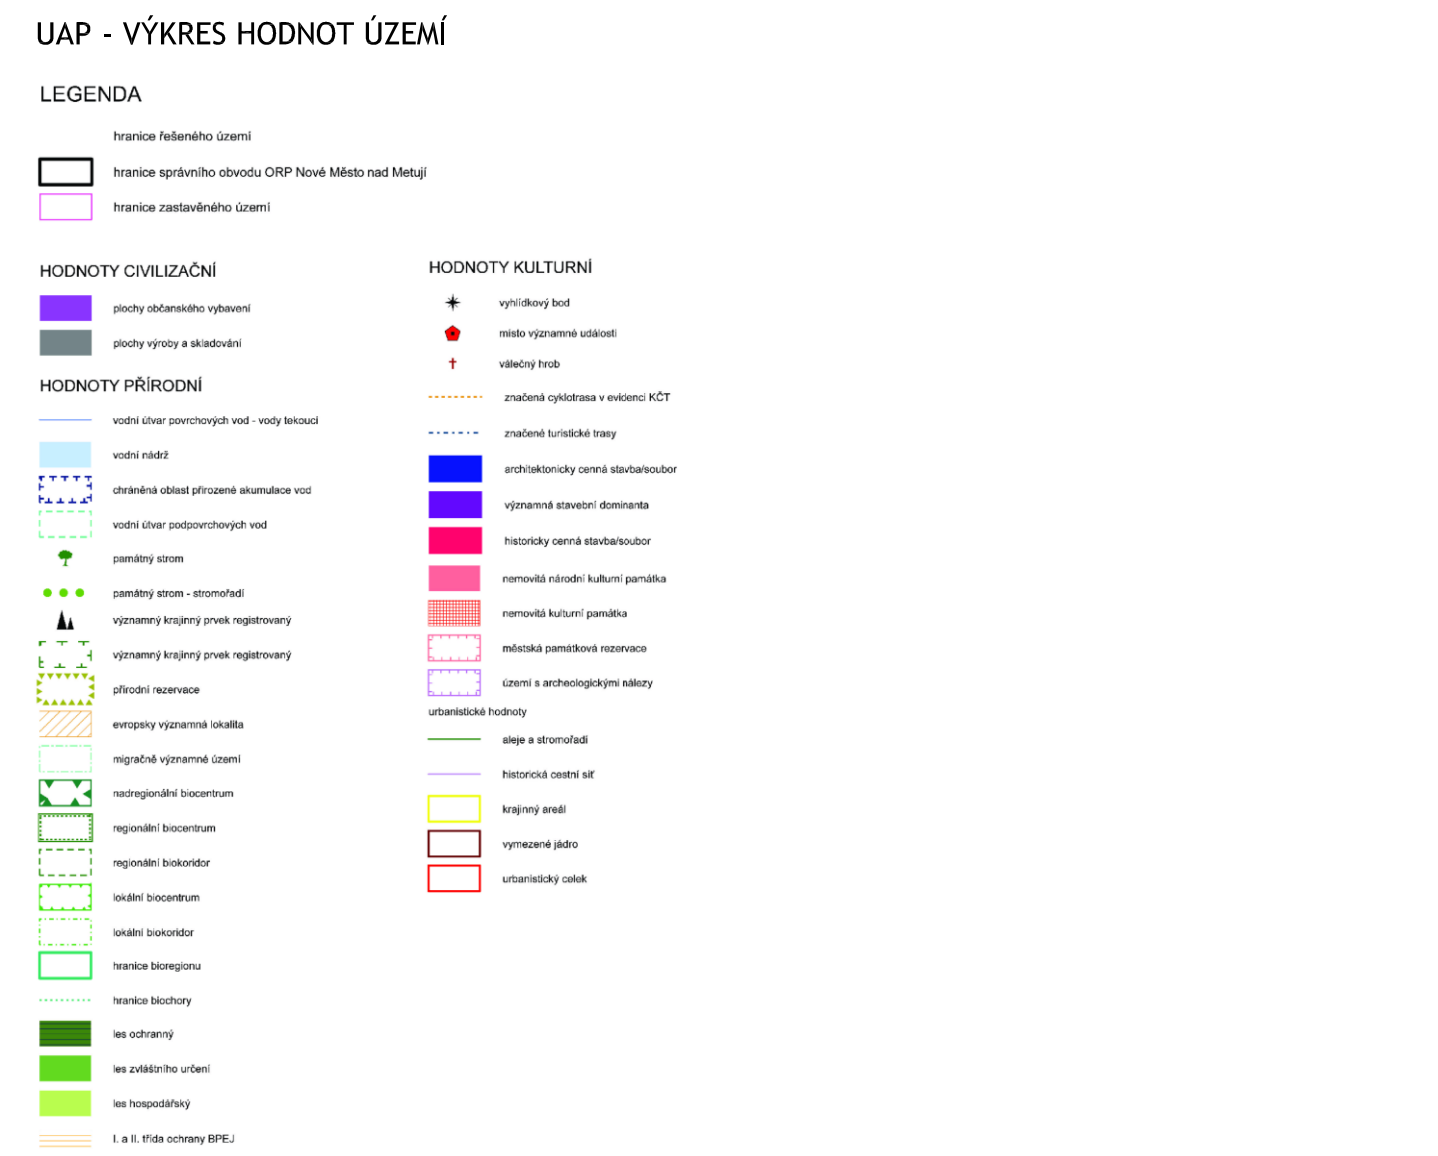 UAP - VÝKRES HODNOT ÚZEMÍ
LEGENDA
hranice řešeného území
hranice správního obvodu ORP Nové Město nad Metují
hranice zastavěného území
HODNOTY CIVILIZAČNÍ
plochy občanského vybavení
plochy výroby a skladování
HODNOTY PŘÍRODNÍ
vodní útvar povrchových vod - vody tekoucí
vodní nádrž
chráněná oblast přirozené akumulace vod
vodní útvar podpovrchových vod
památný strom
památný strom - stromořadí
významný krajinný prvek registrovaný
významný krajinný prvek registrovaný
přírodní rezervace
evropsky významná lokalita
migračně významné území
nadregionální biocentrum
regionální biocentrum
regionální biokoridor
lokální biocentrum
lokální biokoridor
hranice bioregionu
hranice biochory
les ochranný
les zvláštního určení
les hospodářský
I. a II. třída ochrany BPEJ
HODNOTY KULTURNÍ
vyhlídkový bod
místo významné události
válečný hrob
značená cyklotrasa v evidenci KČT
značené turistické trasy
architektonicky cenná stavba/soubor
významná stavební dominanta
historicky cenná stavba/soubor
nemovitá národní kulturní památka
nemovitá kulturní památka
městská památková rezervace
území s archeologickými nálezy
urbanistické hodnoty
aleje a stromořadí
historická cestní síť
krajinný areál
vymezené jádro
urbanistický celek